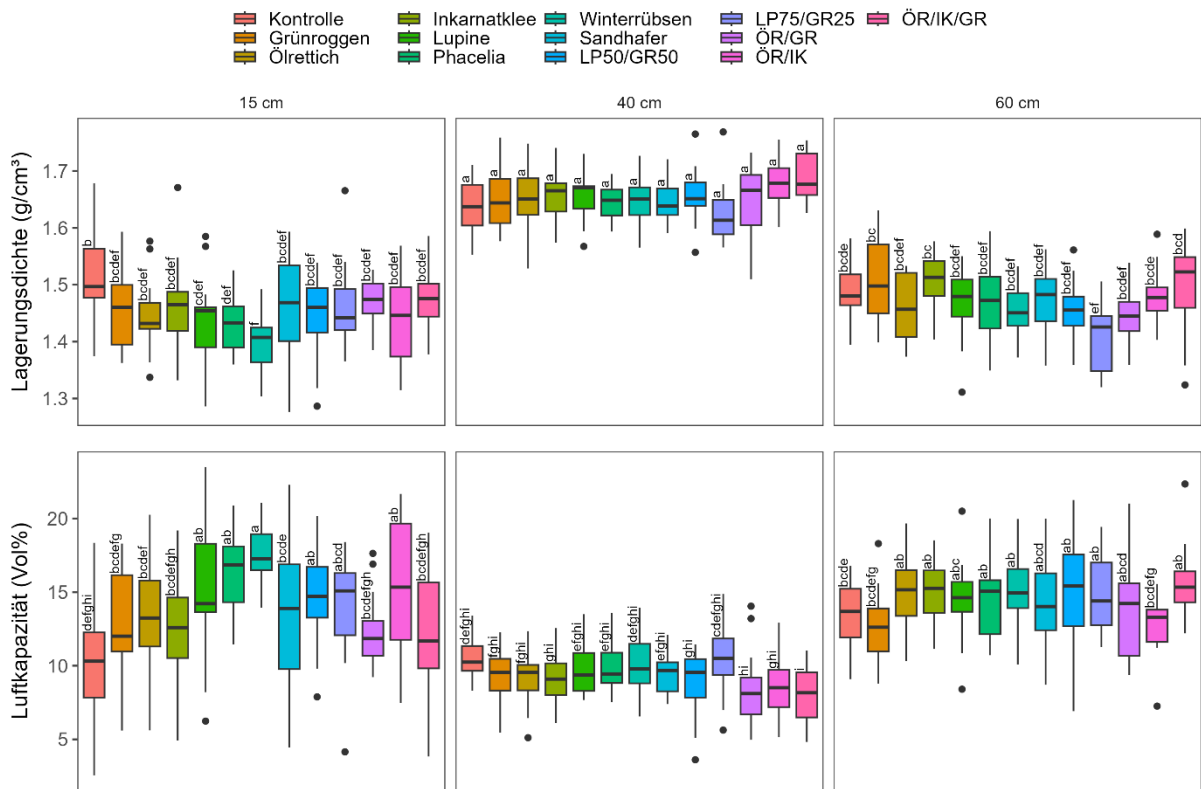 Kontrolle Inkarnatklee Winterrübsen LP75/GR25 ÖR/IK/GR
Grünroggen Lupine Sandhafer ÖR/GR
Ölrettich Phacelia LP50/GR50 ÖR/IK
15 cm 40 cm 60 cm
Lagerungsdichte (g/cm³)
1.7
1.6
1.5
1.4
1.3
b bcdef bcdef bcdef cdef def f bcdef bcdef bcdef bcdef bcdef bcdef
a a a a a a a a a a a a a
bcdef bc bcd b bcdef bcdef bcdef bcdef bcdef ef bcdef bcde bcd
Luftkapazität (Vol%)
20
15
10
5
defghi bcdefg bcdef bcdefgh ab ab a bcde ab abcd bcdefgh ab bcdefgh
defghi fghi fghi ghi efghi efghi defghi efghi ghi cdefghi hi ghi i
bcde bcdefg ab ab abc ab ab abcd ab ab abcd bcdefg ab